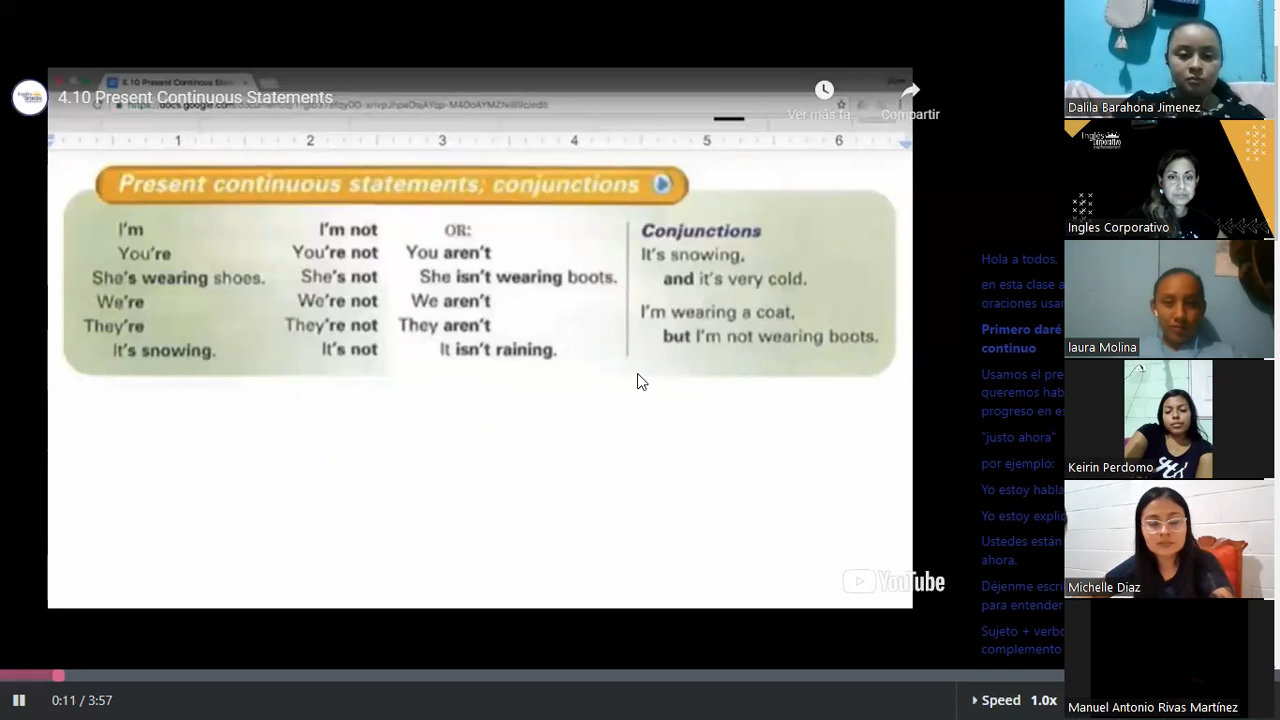 4.10 Present Continuous Statements
Ver más ta
Compartir
1 2 3 4 5 6
Present continuous statements; conjunctions
I'm I'm not OR:
You're You're not You aren't
She's wearing shoes. She's not She isn't wearing boots.
We're We're not We aren't
They're They're not They aren't
It's snowing. It's not It isn't raining.
Conjunctions
It's snowing,
and it's very cold.
I'm wearing a coat,
but I'm not wearing boots.
YouTube
0:11 / 3:57
Speed 1.0x
Hola a todos.
en esta clase a
oraciones usar
Primero daré
continuo
Usamos el pre
queremos hab
progreso en es
"justo ahora"
por ejemplo:
Yo estoy habla
Yo estoy explic
Ustedes están
ahora.
Déjenme escri
para entender
Sujeto + verbo
complemento
Dalila Barahona Jimenez
Inglés
Corporativo
Ingles Corporativo
laura Molina
Keirin Perdomo
Michelle Diaz
Manuel Antonio Rivas Martínez